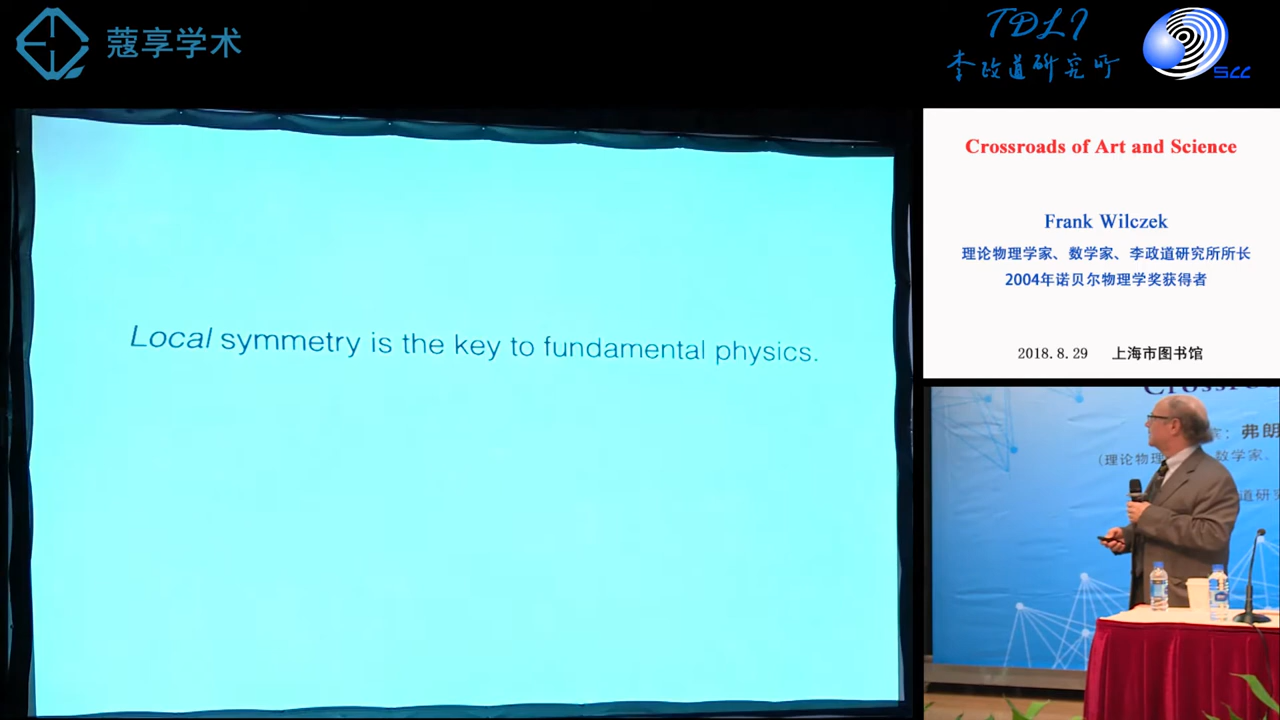 蔻享学术
TDLI
李政道研究所
SCC
Local symmetry is the key to fundamental physics.
Crossroads of Art and Science
Frank Wilczek
理论物理学家、数学家、李政道研究所所长
2004年诺贝尔物理学奖获得者
2018.8.29 上海市图书馆
弗朗
(理论物理
数学家、
道研究